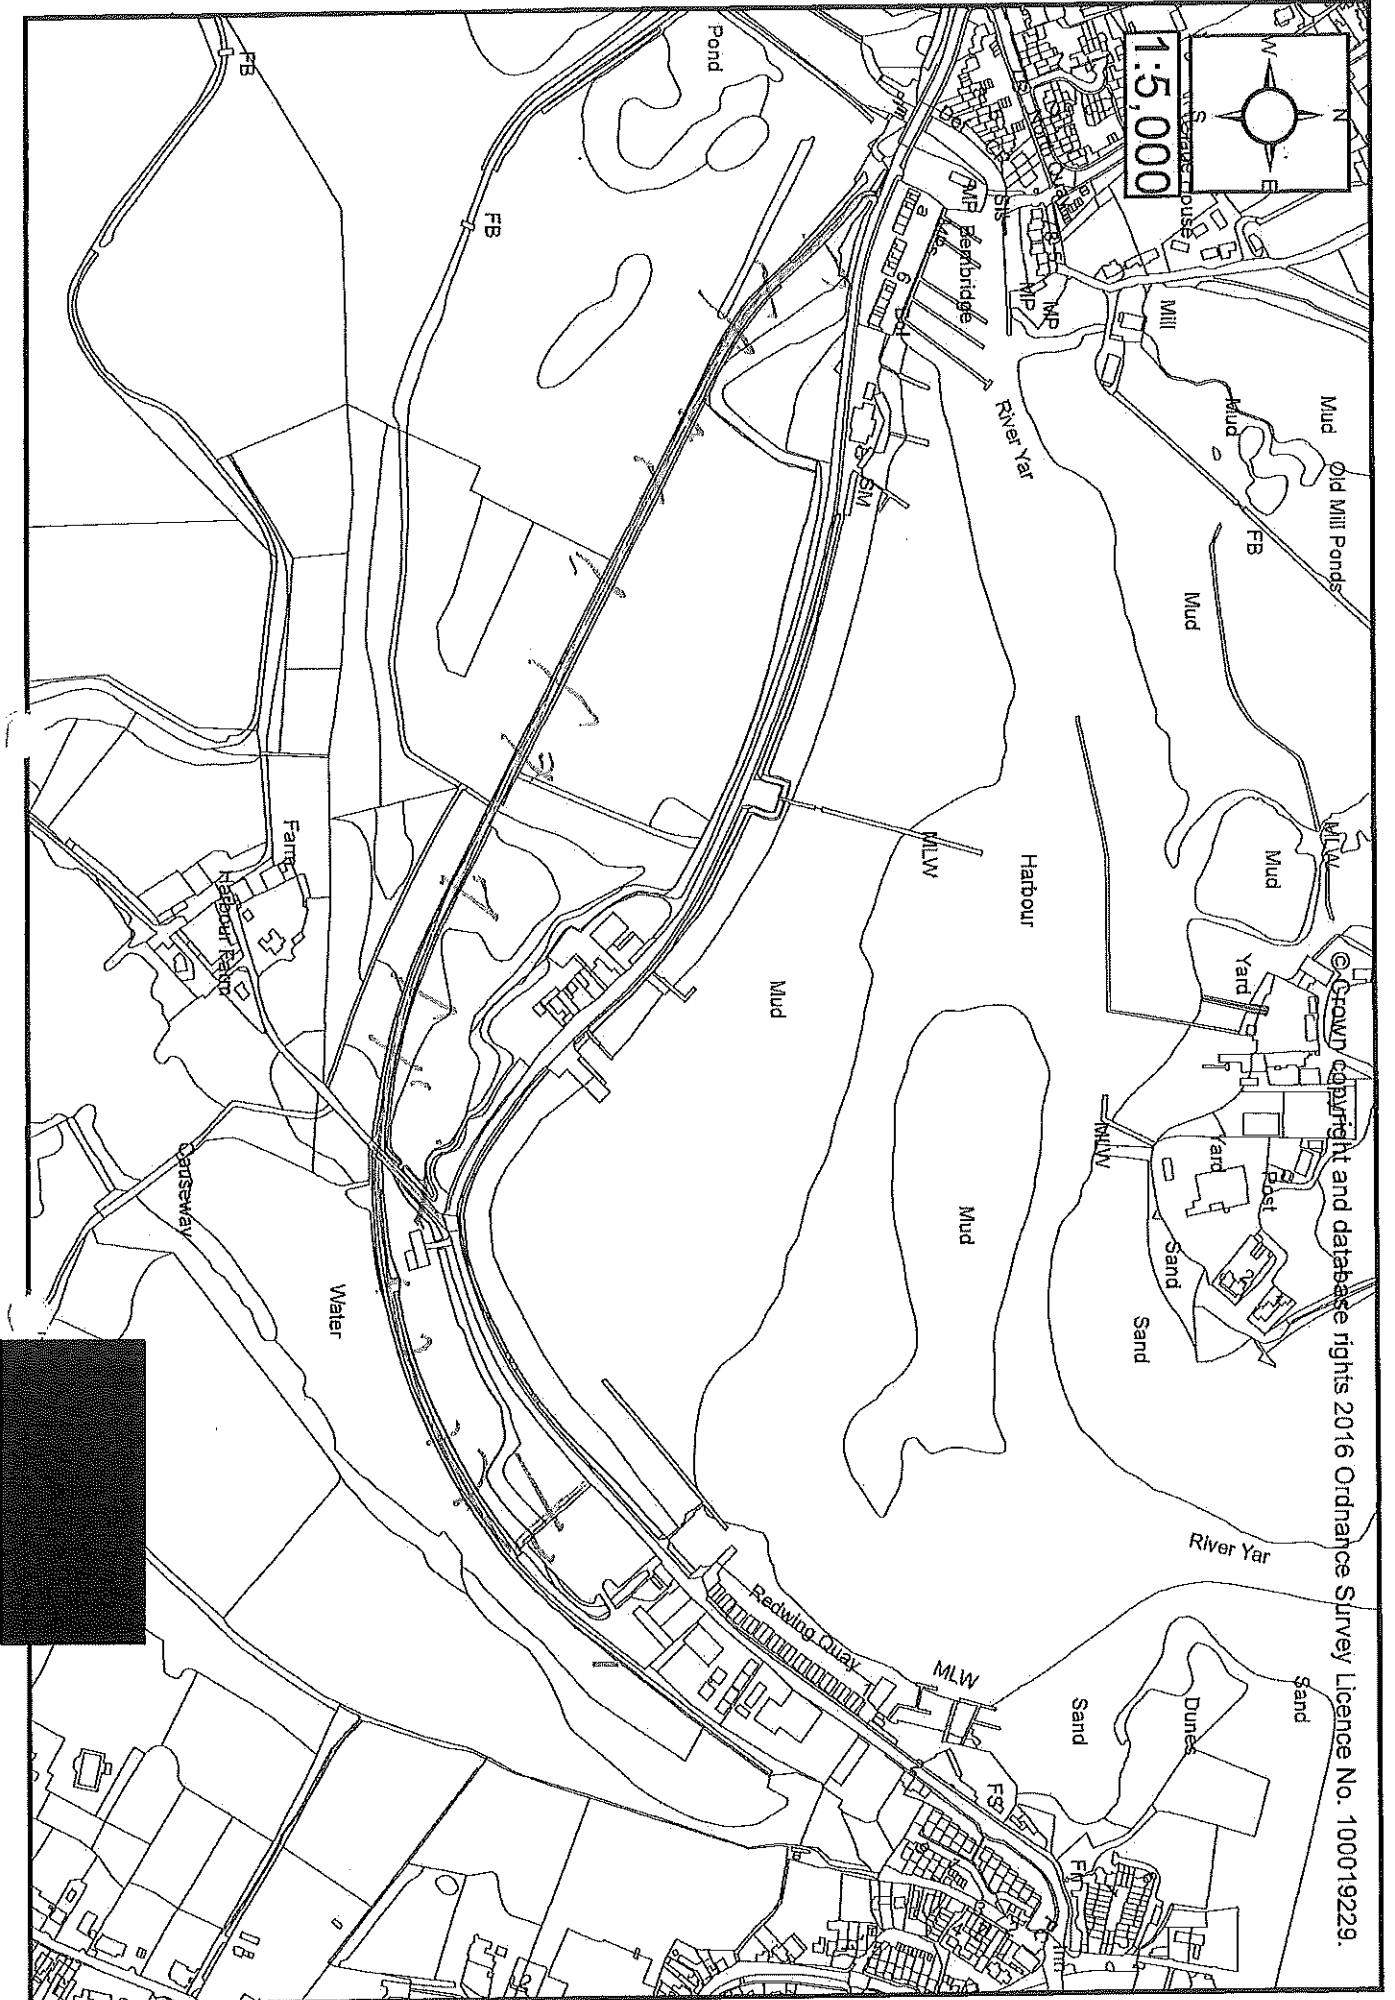 N
W
E
S
1:5,000
© Crown copyright and database rights 2016 Ordnance Survey Licence No. 100019229.
Mill
Mud
Mud
Old Mill Ponds
FB
Mud
MP
MP
MP
Bembridge
River Yar
SM
Pond
FB
FB
MLW
Mud
Harbour
MLW
Mud
Mud
Yard
Yard
Post
MLW
Sand
Sand
River Yar
Sand
Dunes
Sand
MLW
Redwing Quay
FS
Farm
Harbour Farm
Causeway
Water